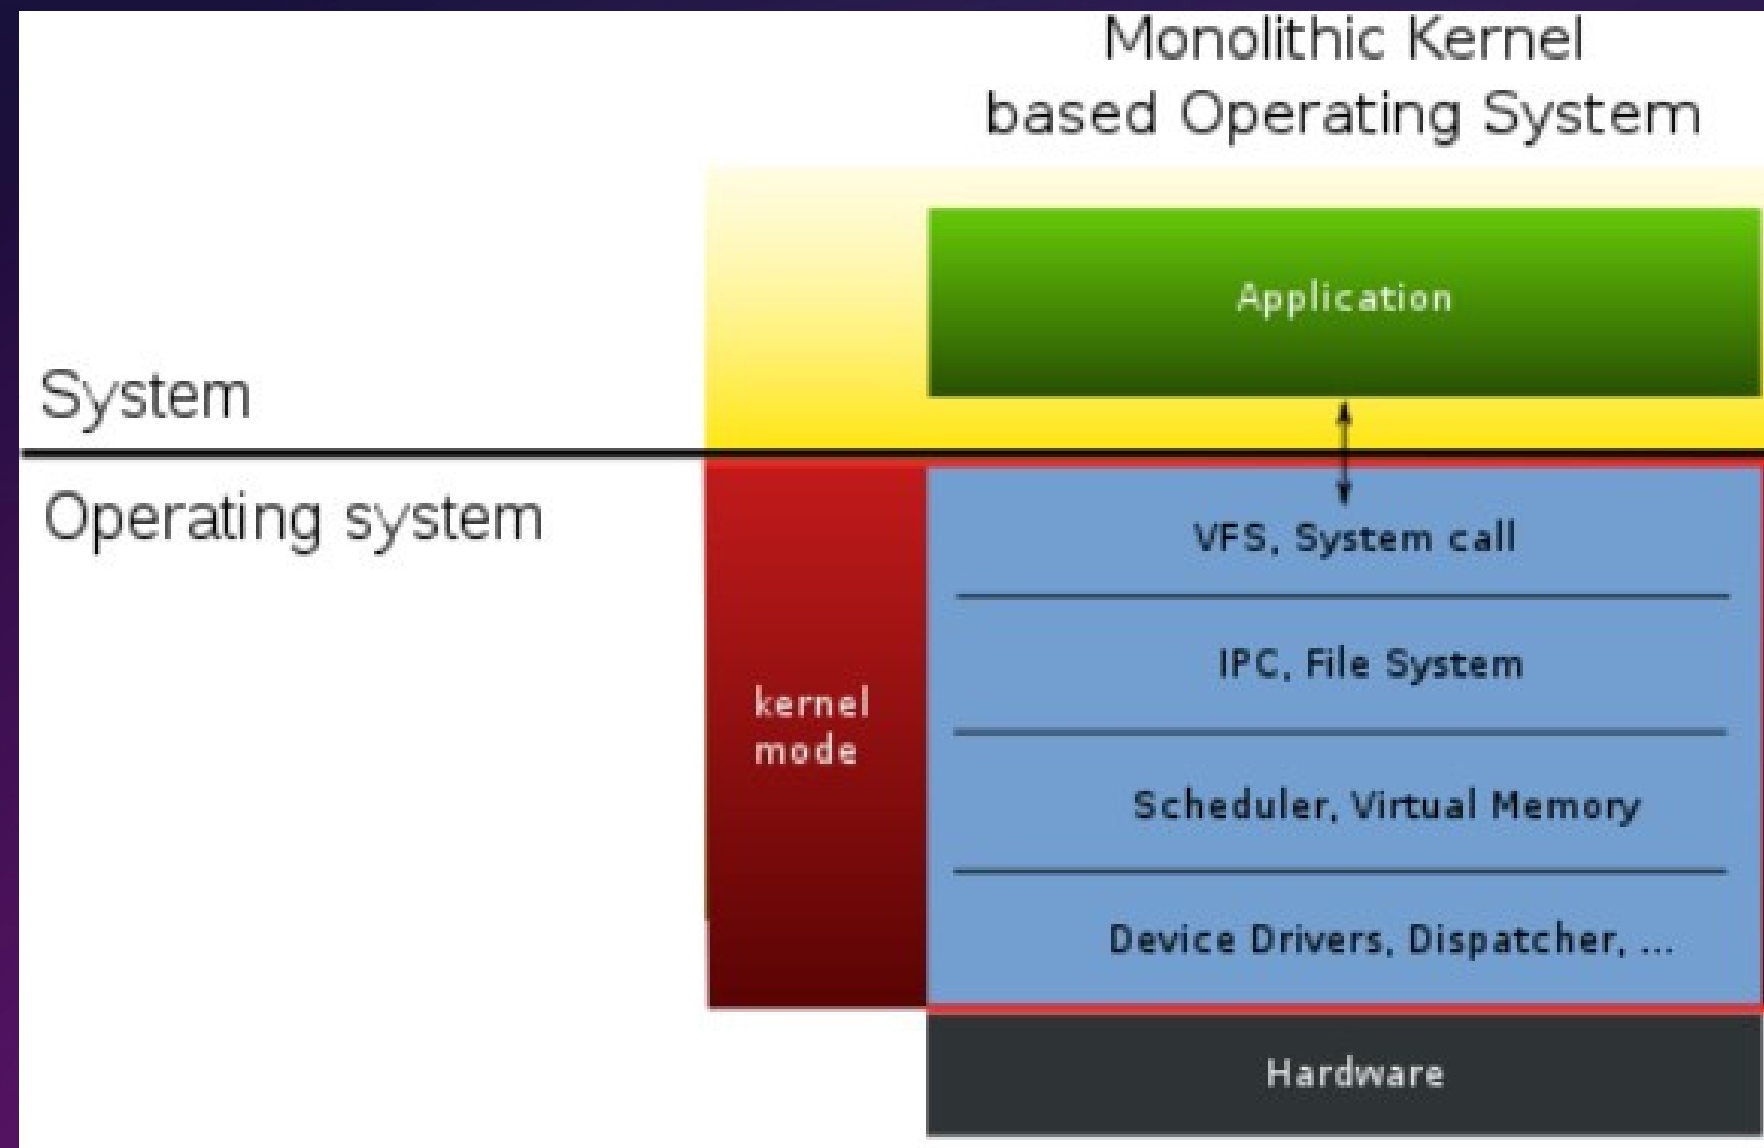 Monolithic Kernel
based Operating System
Application
System
Operating system
VFS, System call
IPC, File System
kernel
mode
Scheduler, Virtual Memory
Device Drivers, Dispatcher, ...
Hardware